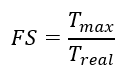 FS = T_max / T_real